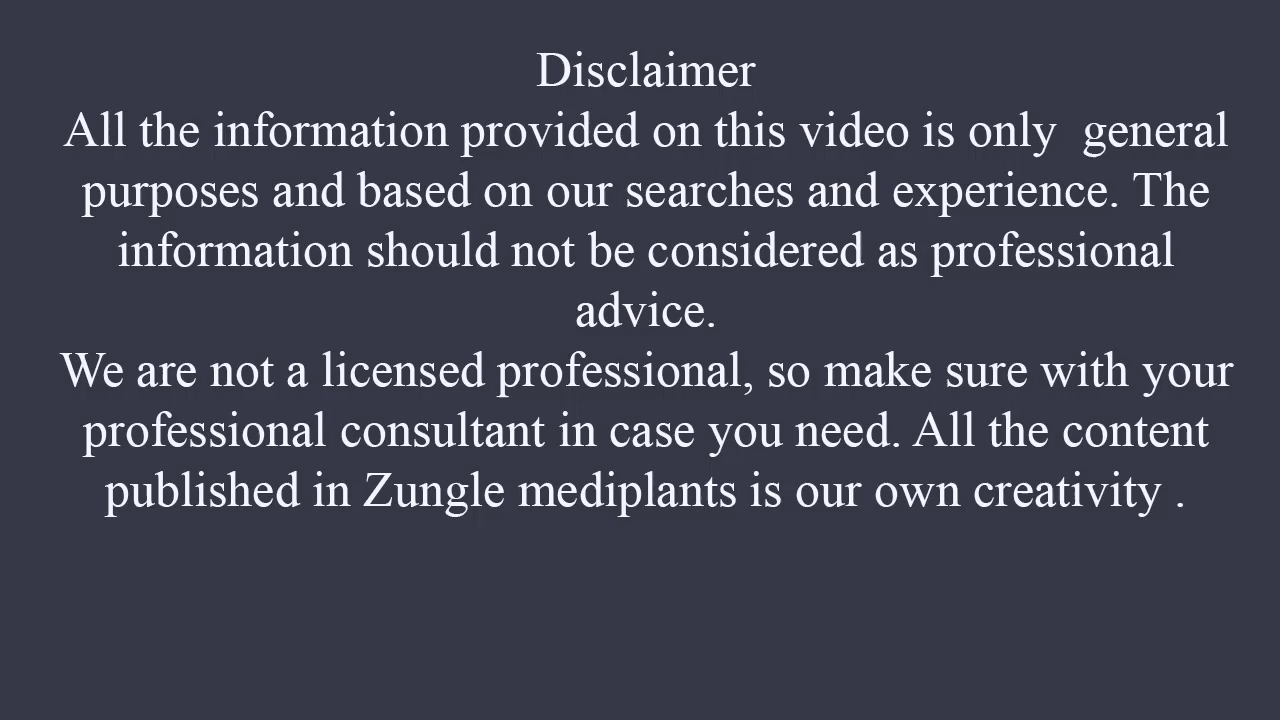 Disclaimer
All the information provided on this video is only  general
purposes and based on our searches and experience. The
information should not be considered as professional
advice.
We are not a licensed professional, so make sure with your
professional consultant in case you need. All the content
published in Zungle mediplants is our own creativity .